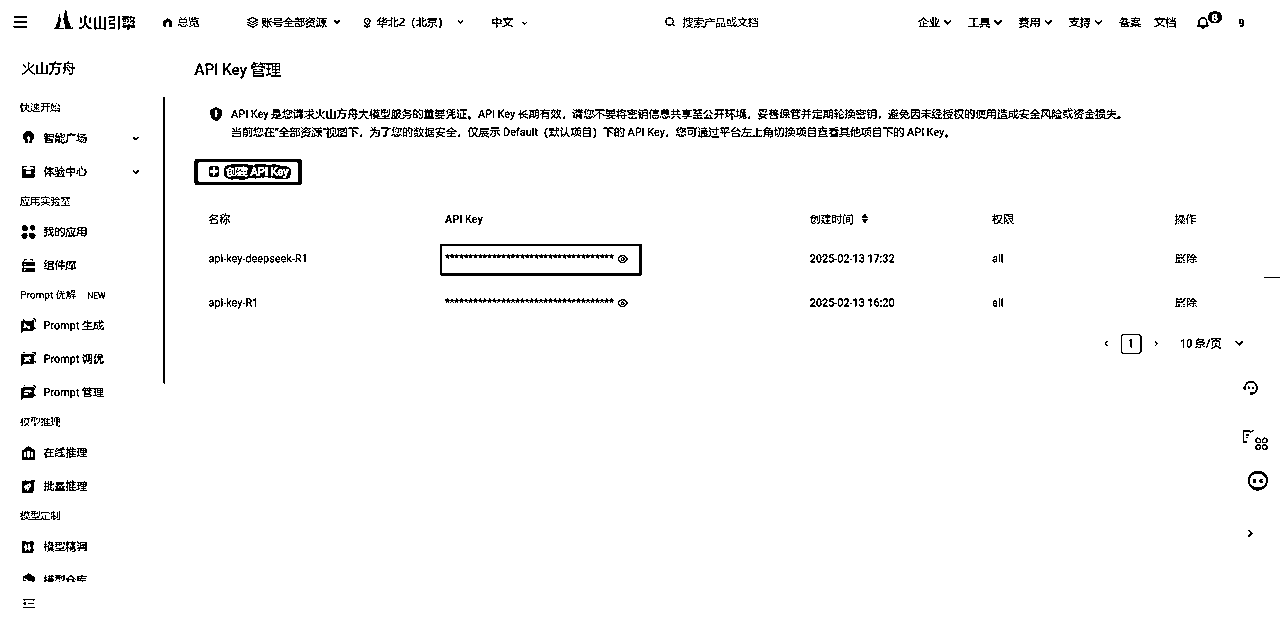 火山引擎 总览 账号全部资源 华北2（北京） 中文 搜索产品或文档 企业 工具 费用 支持 备案 文档 6 9
火山方舟
快速开始
智能广场
体验中心
应用实验室
我的应用
组件库
Prompt 优解 NEW
Prompt 生成
Prompt 调优
Prompt 管理
模型推理
在线推理
批量推理
模型定制
模型精调
模型仓库
API Key 管理
API Key 是您请求火山方舟大模型服务的重要凭证。API Key 长期有效，请您不要将密钥信息共享至公开环境，妥善保管并定期轮换密钥，避免因未经授权的使用造成安全风险或资金损失。
当前您在“全部资源”视图下，为了您的数据安全，仅展示 Default（默认项目）下的 API Key，您可通过平台左上角切换项目查看其他项目下的 API Key。
创建 API Key
名称 API Key 创建时间 权限 操作
api-key-deepseek-R1 ************************************ 2025-02-13 17:32 all 删除
api-key-R1 ************************************ 2025-02-13 16:20 all 删除
1 10 条/页